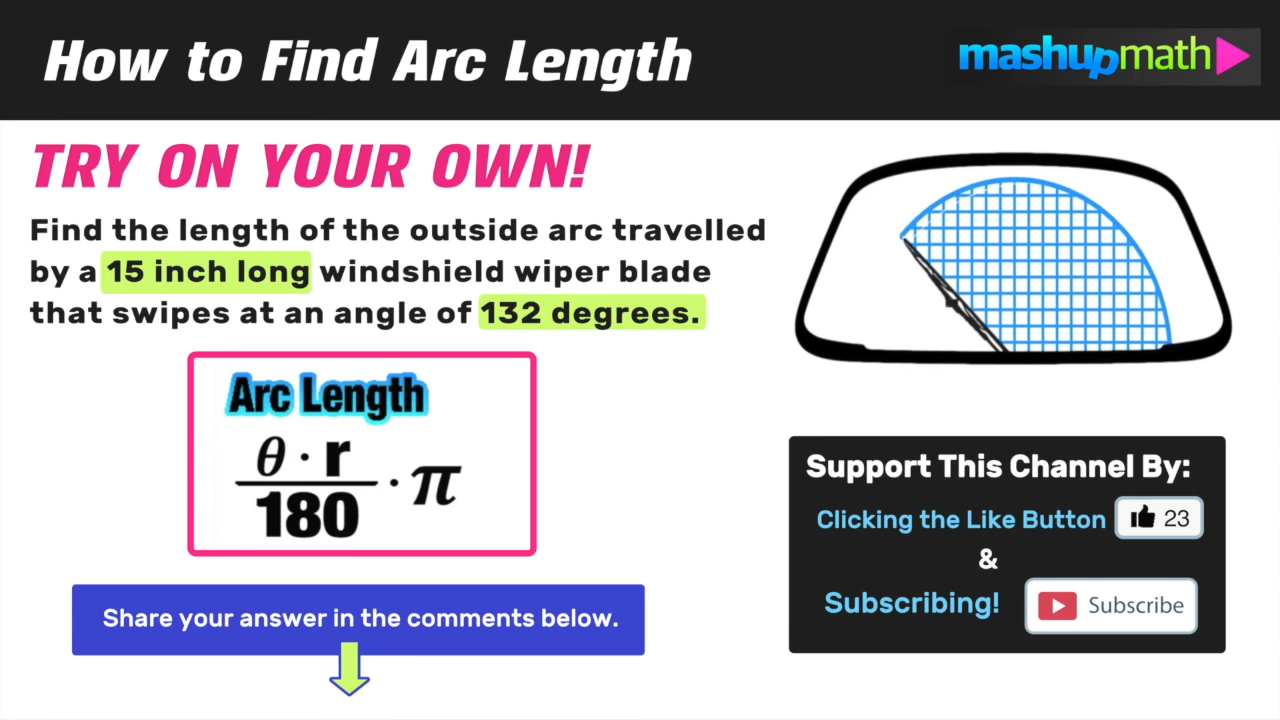 How to Find Arc Length
mashupmath
TRY ON YOUR OWN!
Find the length of the outside arc travelled
by a 15 inch long windshield wiper blade
that swipes at an angle of 132 degrees.
Arc Length
θ · r
180
· π
Share your answer in the comments below.
Support This Channel By:
Clicking the Like Button 23
&
Subscribing! Subscribe